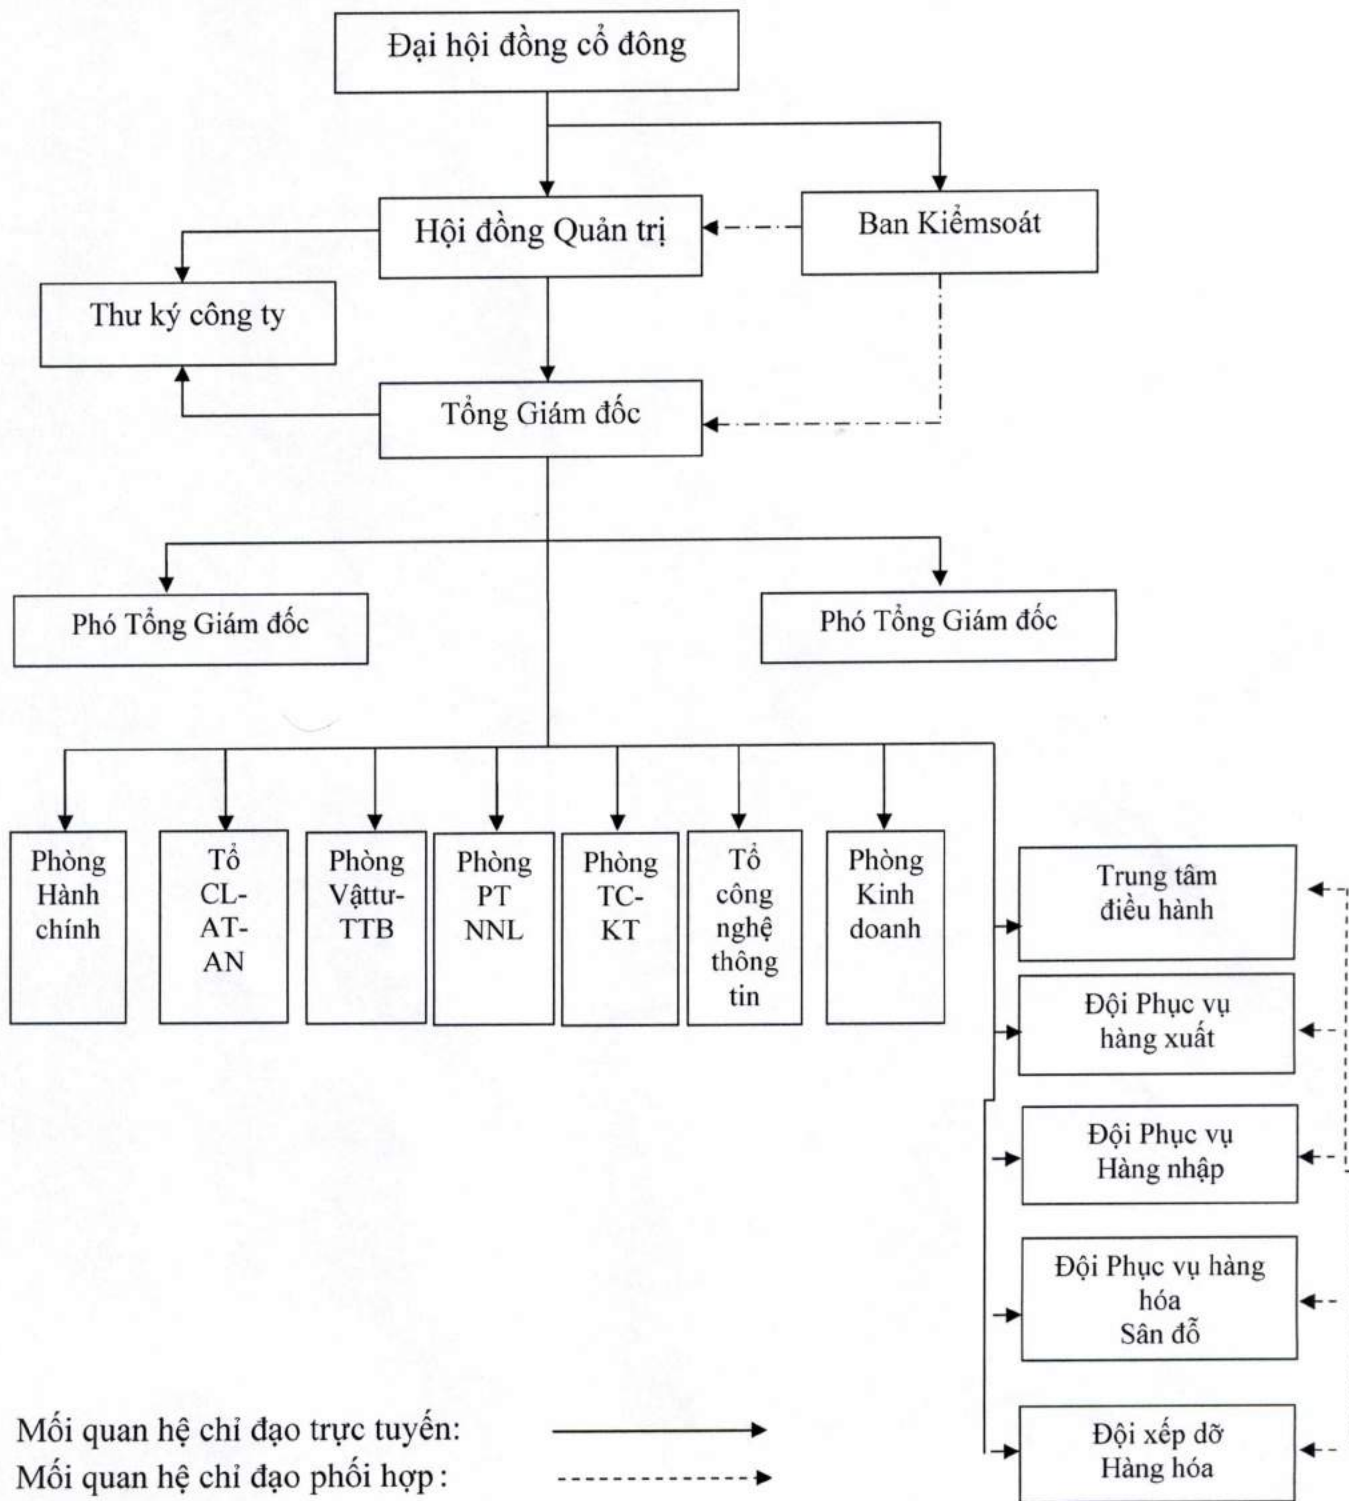 Đại hội đồng cổ đông
Hội đồng Quản trị
Ban Kiểmsoát
Thư ký công ty
Tổng Giám đốc
Phó Tổng Giám đốc
Phó Tổng Giám đốc
Phòng
Hành
chính
Tổ
CL-
AT-
AN
Phòng
Vậttư-
TTB
Phòng
PT
NNL
Phòng
TC-
KT
Tổ
công
nghệ
thông
tin
Phòng
Kinh
doanh
Trung tâm
điều hành
Đội Phục vụ
hàng xuất
Đội Phục vụ
Hàng nhập
Đội Phục vụ hàng
hóa
Sân đỗ
Đội xếp dỡ
Hàng hóa
Mối quan hệ chỉ đạo trực tuyến:
Mối quan hệ chỉ đạo phối hợp :